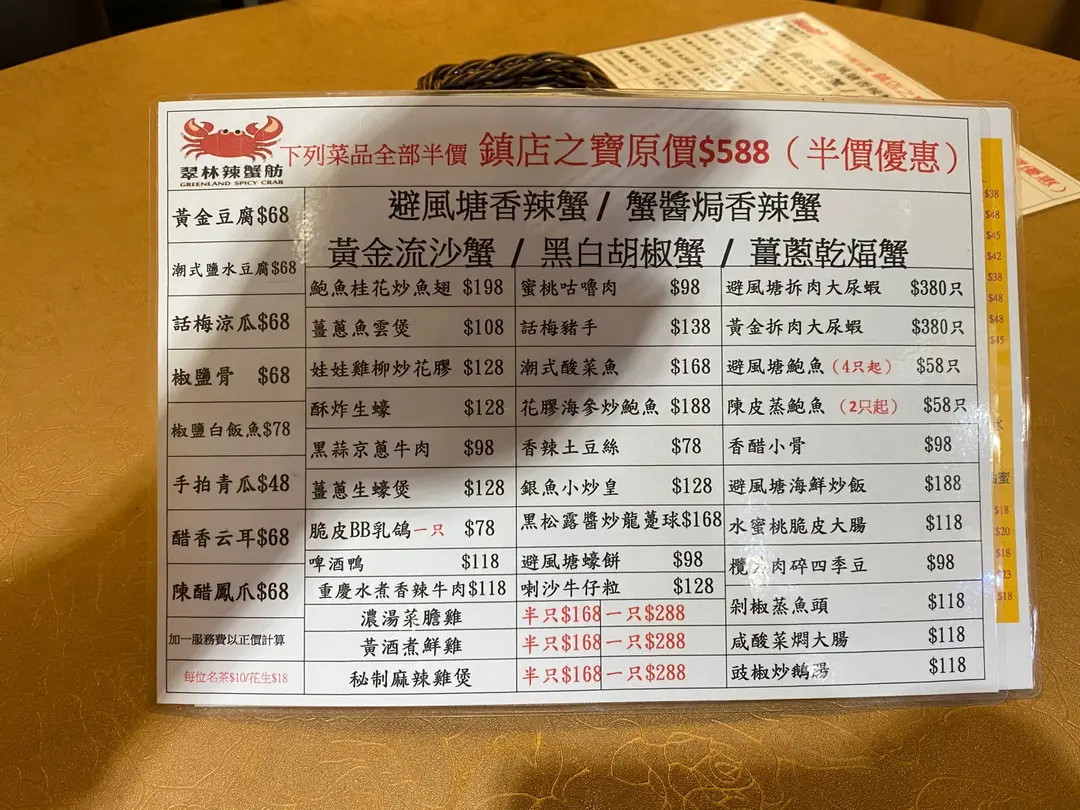 翠林辣蟹舫
GREENLAND SPICY CRAB
下列菜品全部半價 鎮店之寶原價$588（半價優惠）
避風塘香辣蟹 / 蟹醬焗香辣蟹
黃金流沙蟹 / 黑白胡椒蟹 / 薑蔥乾煏蟹
黃金豆腐$68
潮式鹽水豆腐$68
話梅涼瓜$68
椒鹽骨 $68
椒鹽白飯魚$78
手拍青瓜$48
醋香云耳$68
陳醋鳳爪$68
加一服務費以正價計算
每位名茶$10/花生$18
鮑魚桂花炒魚翅 $198
薑蔥魚雲煲 $108
娃娃雞柳炒花膠 $128
酥炸生蠔 $128
黑蒜京蔥牛肉 $98
薑蔥生蠔煲 $128
脆皮BB乳鴿一只 $78
啤酒鴨 $118
重慶水煮香辣牛肉$118
濃湯菜膽雞 半只$168 一只$288
黃酒煮鮮雞 半只$168 一只$288
秘制麻辣雞煲 半只$168 一只$288
蜜桃咕嚕肉 $98
話梅豬手 $138
潮式酸菜魚 $168
花膠海參炒鮑魚 $188
香辣土豆絲 $78
銀魚小炒皇 $128
黑松露醬炒龍躉球$168
避風塘蠔餅 $98
喇沙牛仔粒 $128
避風塘拆肉大尿蝦 $380只
黃金拆肉大尿蝦 $380只
避風塘鮑魚（4只起） $58只
陳皮蒸鮑魚（2只起） $58只
香醋小骨 $98
避風塘海鮮炒飯 $188
水蜜桃脆皮大腸 $118
欖 肉碎四季豆 $98
剁椒蒸魚頭 $118
咸酸菜燜大腸 $118
豉椒炒鵝腸 $118
$38
$48
$45
$42
$38
$48
$48
$45
$18
$20
$18
$18